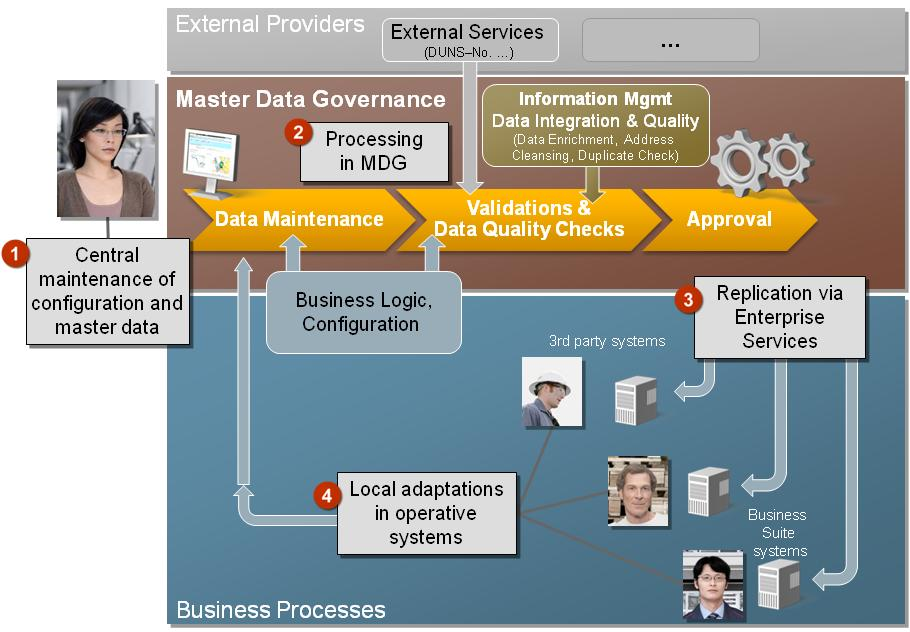 External Providers
External Services
(DUNS–No. ...)
...
Master Data Governance
2
Processing
in MDG
Information Mgmt
Data Integration & Quality
(Data Enrichment, Address
Cleansing, Duplicate Check)
Data Maintenance
Validations &
Data Quality Checks
Approval
1
Central
maintenance of
configuration and
master data
Business Logic,
Configuration
3
Replication via
Enterprise
Services
3rd party systems
4
Local adaptations
in operative
systems
Business
Suite
systems
Business Processes